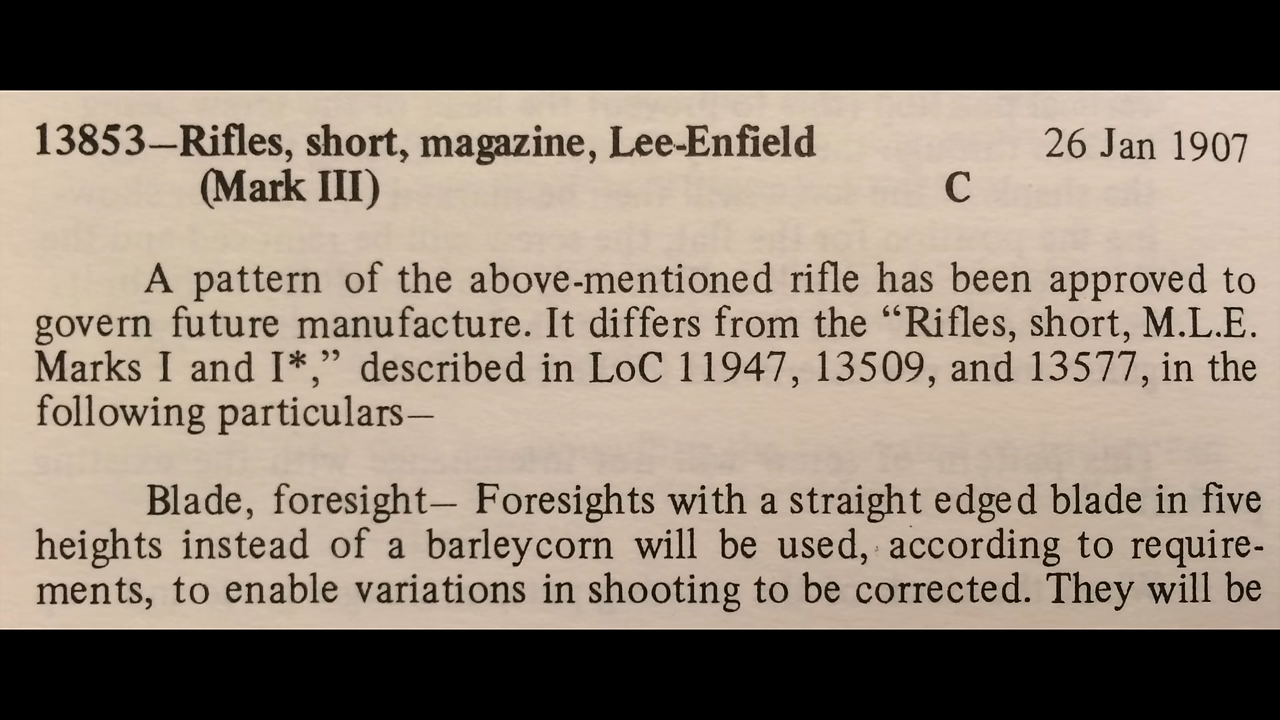 13853—Rifles, short, magazine, Lee-Enfield 26 Jan 1907
(Mark III) C
A pattern of the above-mentioned rifle has been approved to
govern future manufacture. It differs from the “Rifles, short, M.L.E.
Marks I and I*,” described in LoC 11947, 13509, and 13577, in the
following particulars—
Blade, foresight— Foresights with a straight edged blade in five
heights instead of a barleycorn will be used, according to require-
ments, to enable variations in shooting to be corrected. They will be